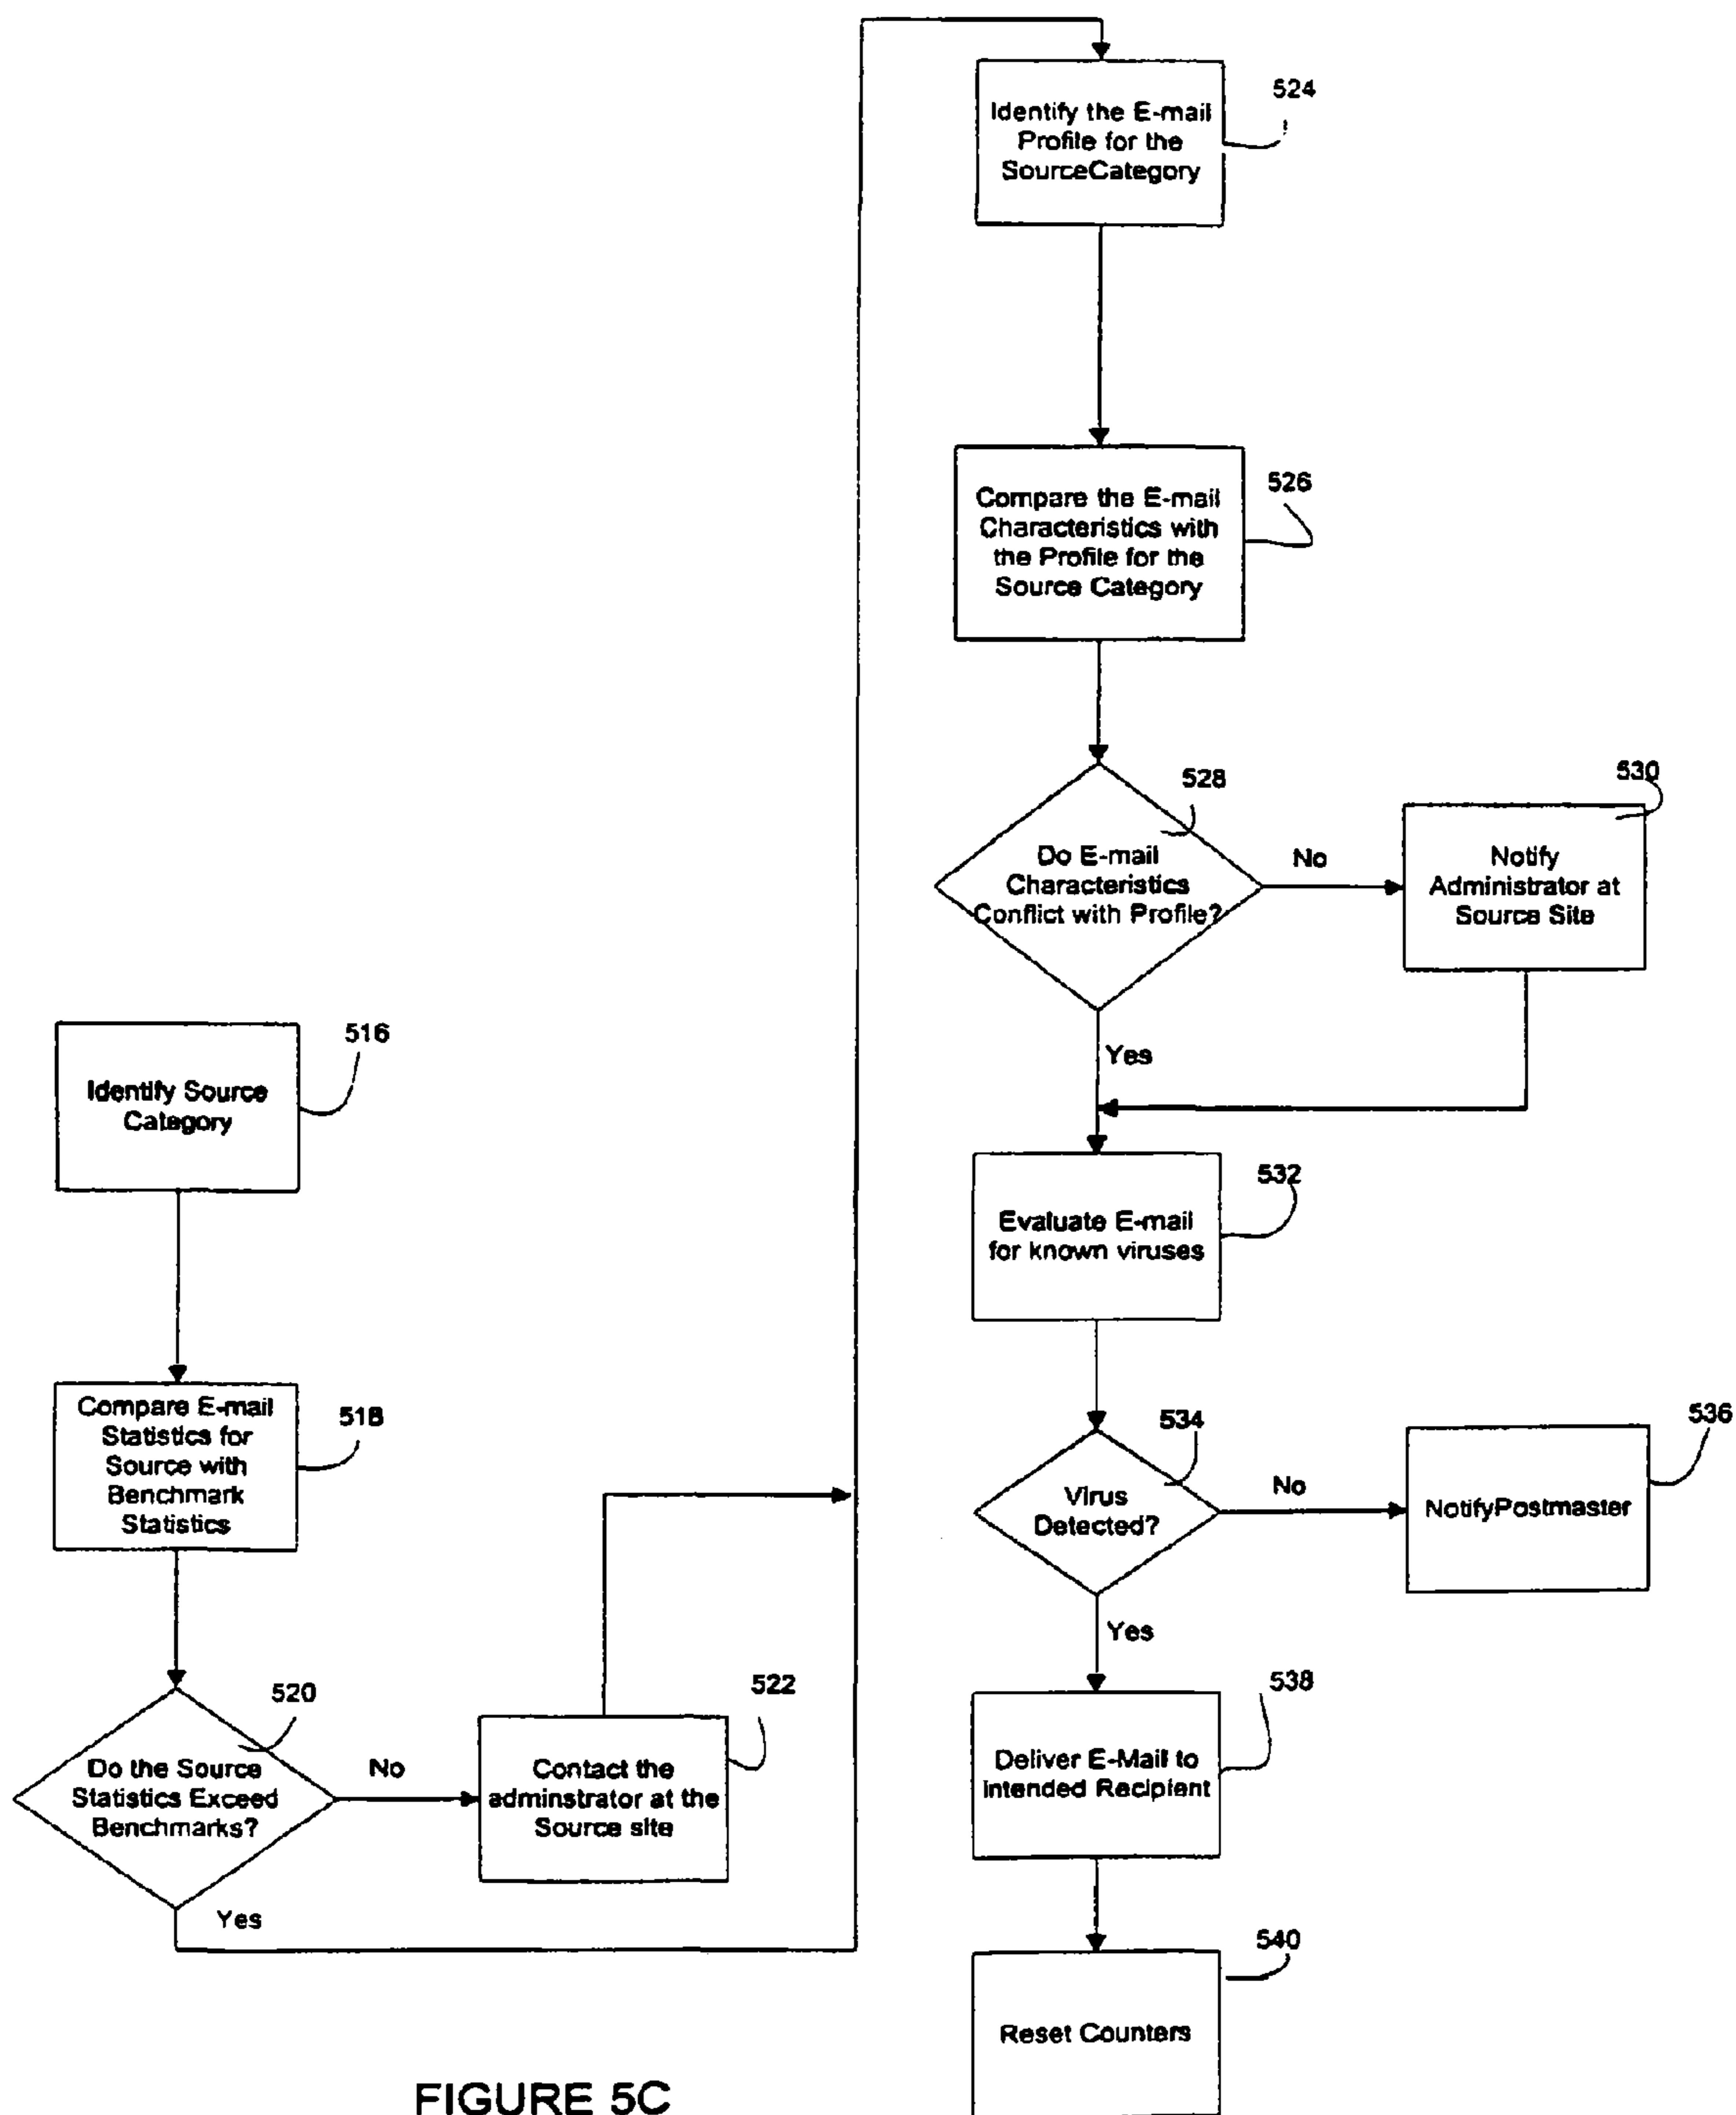 524
Identify the E-mail
Profile for the
SourceCategory
526
Compare the E-mail
Characteristics with
the Profile for the
Source Category
528
Do E-mail
Characteristics
Conflict with Profile?
No
530
Notify
Administrator at
Source Site
Yes
516
Identify Source
Category
532
Evaluate E-mail
for known viruses
518
Compare E-mail
Statistics for
Source with
Benchmark
Statistics
534
Virus
Detected?
No
536
NotifyPostmaster
Yes
520
Do the Source
Statistics Exceed
Benchmarks?
No
522
Contact the
adminstrator at the
Source site
Yes
538
Deliver E-Mail to
Intended Recipient
540
Reset Counters
FIGURE 5C